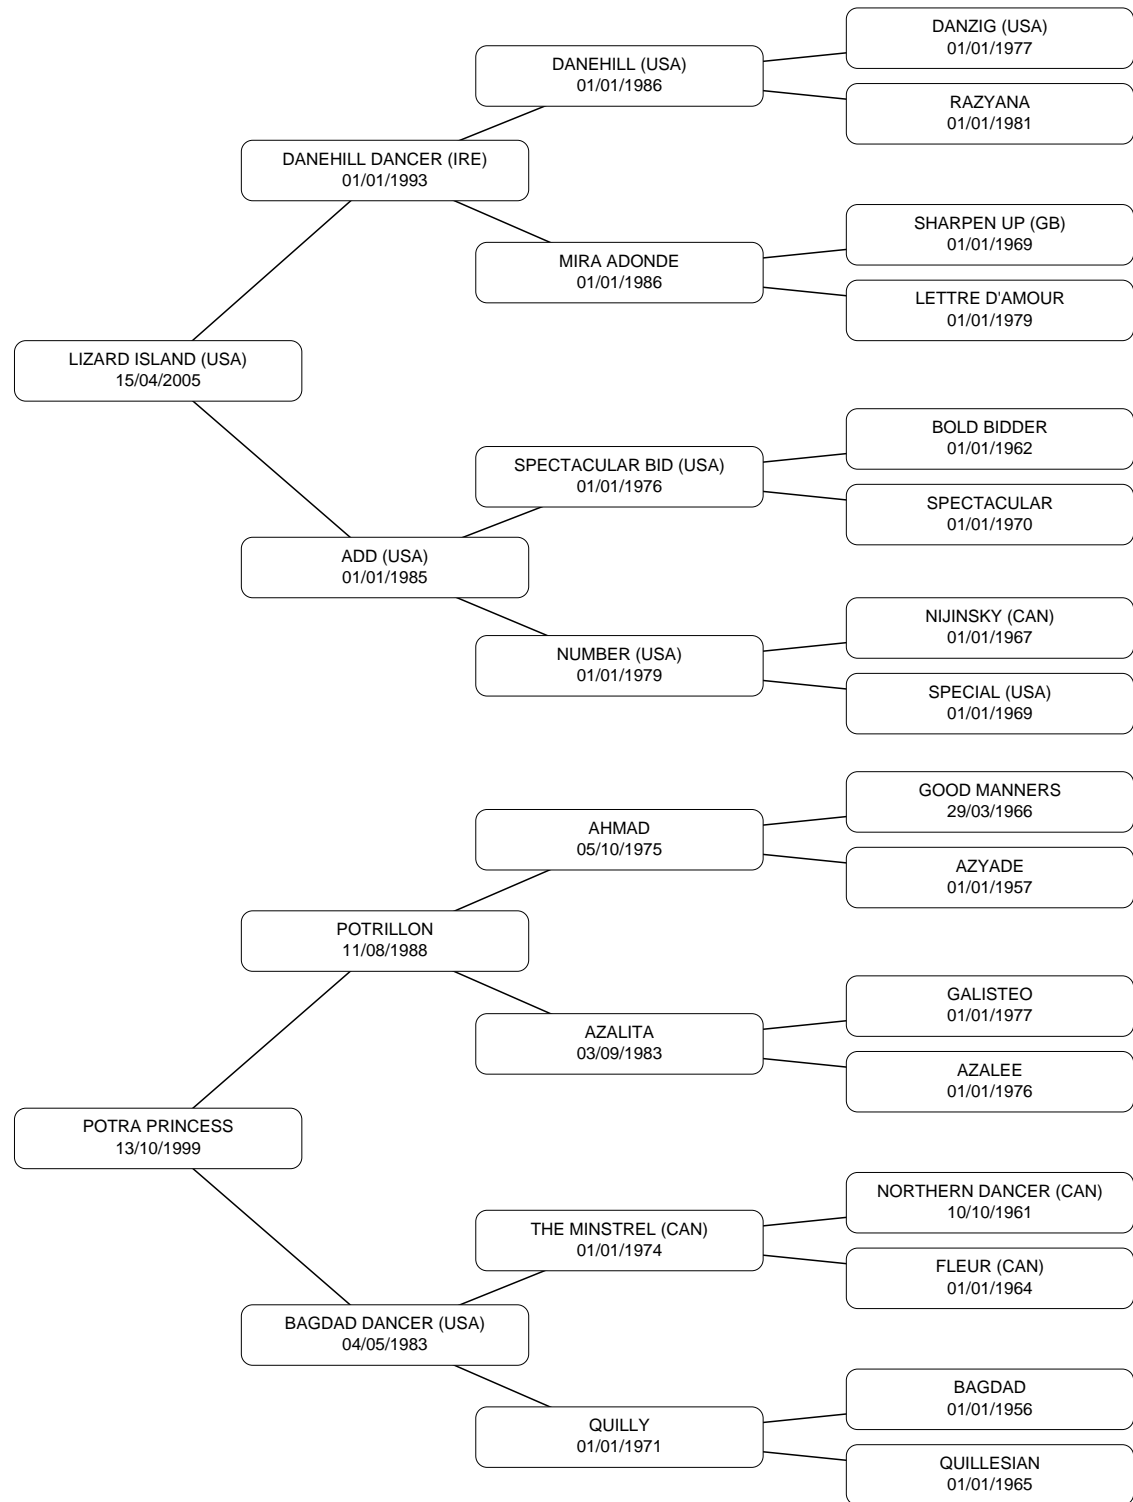 DANZIG (USA)
01/01/1977
DANEHILL (USA)
01/01/1986
RAZYANA
01/01/1981
DANEHILL DANCER (IRE)
01/01/1993
SHARPEN UP (GB)
01/01/1969
MIRA ADONDE
01/01/1986
LETTRE D'AMOUR
01/01/1979
LIZARD ISLAND (USA)
15/04/2005
BOLD BIDDER
01/01/1962
SPECTACULAR BID (USA)
01/01/1976
SPECTACULAR
01/01/1970
ADD (USA)
01/01/1985
NIJINSKY (CAN)
01/01/1967
NUMBER (USA)
01/01/1979
SPECIAL (USA)
01/01/1969
GOOD MANNERS
29/03/1966
AHMAD
05/10/1975
AZYADE
01/01/1957
POTRILLON
11/08/1988
GALISTEO
01/01/1977
AZALITA
03/09/1983
AZALEE
01/01/1976
POTRA PRINCESS
13/10/1999
NORTHERN DANCER (CAN)
10/10/1961
THE MINSTREL (CAN)
01/01/1974
FLEUR (CAN)
01/01/1964
BAGDAD DANCER (USA)
04/05/1983
BAGDAD
01/01/1956
QUILLY
01/01/1971
QUILLESIAN
01/01/1965